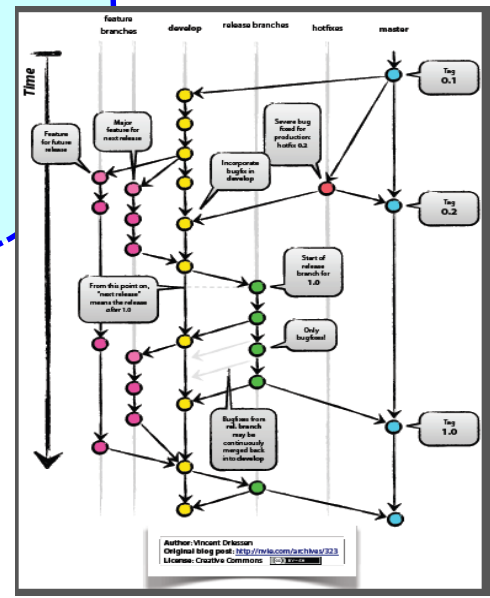 feature
branches
develop
release branches
hotfixes
master
Time
Tag
0.1
Feature
for future
release
Major
feature for
next release
Severe bug
fixed for
production:
hotfix 0.2
Incorporate
bugfix in
develop
Tag
0.2
Start of
release
branch for
1.0
From this point on,
"next release"
means the release
after 1.0
Only
bugfixes!
Bugfixes from
rel. branch
may be
continuously
merged back
into develop
Tag
1.0
Author: Vincent Driessen
Original blog post: http://nvie.com/archives/323
License: Creative Commons